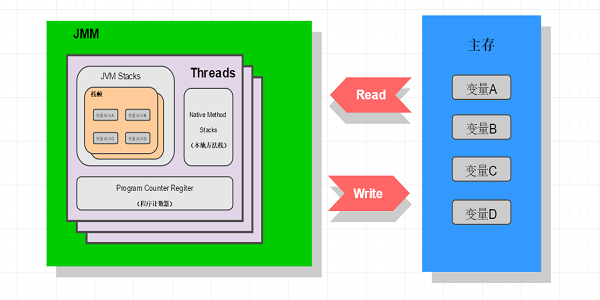 JMM
Threads
JVM Stacks
栈帧
变量副本A
变量副本B
变量副本C
变量副本D
Native Method
Stacks
（本地方法栈）
Program Counter Regiter
（程序计数器）
Read
Write
主存
变量A
变量B
变量C
变量D